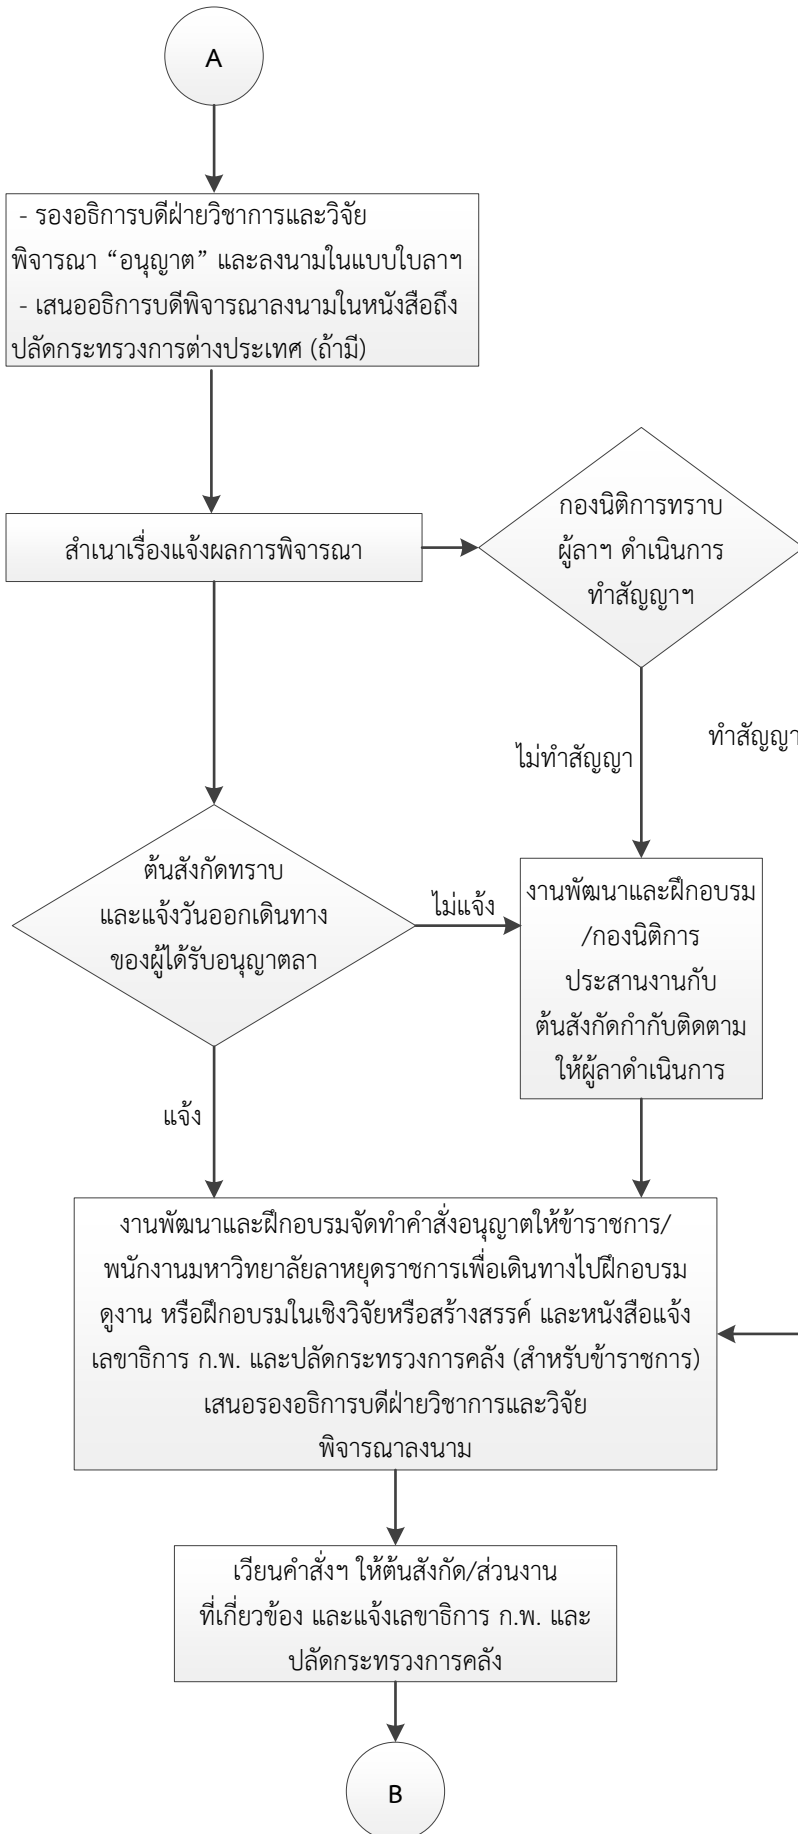 A
- รองอธิการบดีฝ่ายวิชาการและวิจัย
พิจารณา “อนุญาต” และลงนามในแบบใบลาฯ
- เสนออธิการบดีพิจารณาลงนามในหนังสือถึง
ปลัดกระทรวงการต่างประเทศ (ถ้ามี)
สำเนาเรื่องแจ้งผลการพิจารณา
กองนิติการทราบ
ผู้ลาฯ ดำเนินการ
ทำสัญญาฯ
ไม่ทำสัญญา
ทำสัญญา
ต้นสังกัดทราบ
และแจ้งวันออกเดินทาง
ของผู้ได้รับอนุญาตลา
ไม่แจ้ง
งานพัฒนาและฝึกอบรม
/กองนิติการ
ประสานงานกับ
ต้นสังกัดกำกับติดตาม
ให้ผู้ลาดำเนินการ
แจ้ง
งานพัฒนาและฝึกอบรมจัดทำคำสั่งอนุญาตให้ข้าราชการ/
พนักงานมหาวิทยาลัยลาหยุดราชการเพื่อเดินทางไปฝึกอบรม
ดูงาน หรือฝึกอบรมในเชิงวิจัยหรือสร้างสรรค์ และหนังสือแจ้ง
เลขาธิการ ก.พ. และปลัดกระทรวงการคลัง (สำหรับข้าราชการ)
เสนอรองอธิการบดีฝ่ายวิชาการและวิจัย
พิจารณาลงนาม
เวียนคำสั่งฯ ให้ต้นสังกัด/ส่วนงาน
ที่เกี่ยวข้อง และแจ้งเลขาธิการ ก.พ. และ
ปลัดกระทรวงการคลัง
B